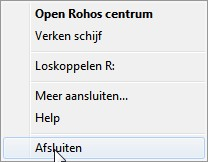 Open Rohos centrum
Verken schijf
Loskoppelen R:
Meer aansluiten...
Help
Afsluiten